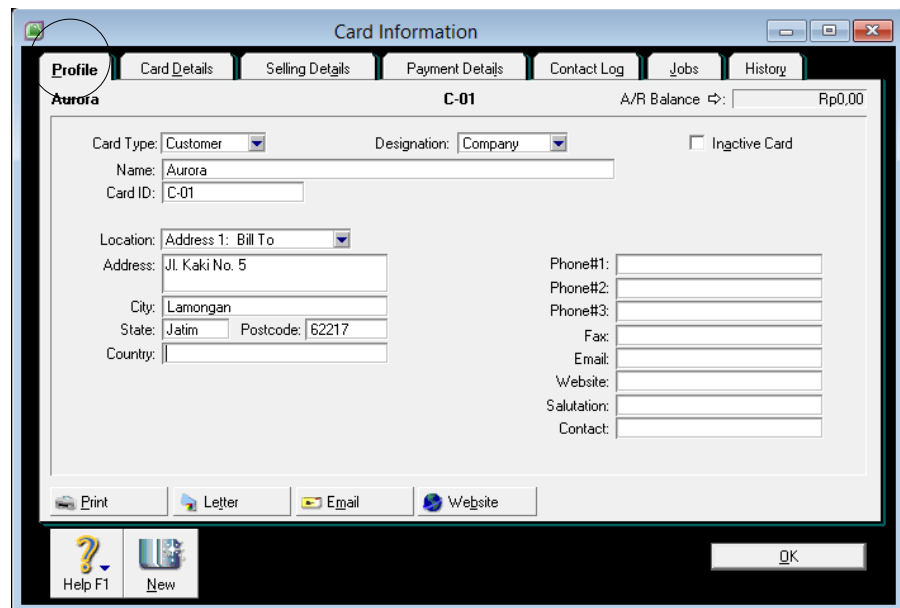 Card Information
Profile Card Details Selling Details Payment Details Contact Log Jobs History
Aurora C-01 A/R Balance ⇨: Rp0,00
Card Type: Customer Designation: Company Inactive Card
Name: Aurora
Card ID: C-01
Location: Address 1: Bill To
Address: Jl. Kaki No. 5 Phone#1:
Phone#2:
City: Lamongan Phone#3:
State: Jatim Postcode: 62217 Fax:
Country: Email:
Website:
Salutation:
Contact:
Print Letter Email Website
Help F1 New OK